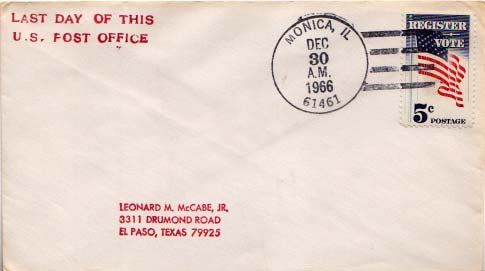 LAST DAY OF THIS
U.S. POST OFFICE
MONICA, IL
DEC
30
A.M.
1966
61461
REGISTER
VOTE
5c POSTAGE
LEONARD M. McCABE, JR.
3311 DRUMOND ROAD
EL PASO, TEXAS 79925